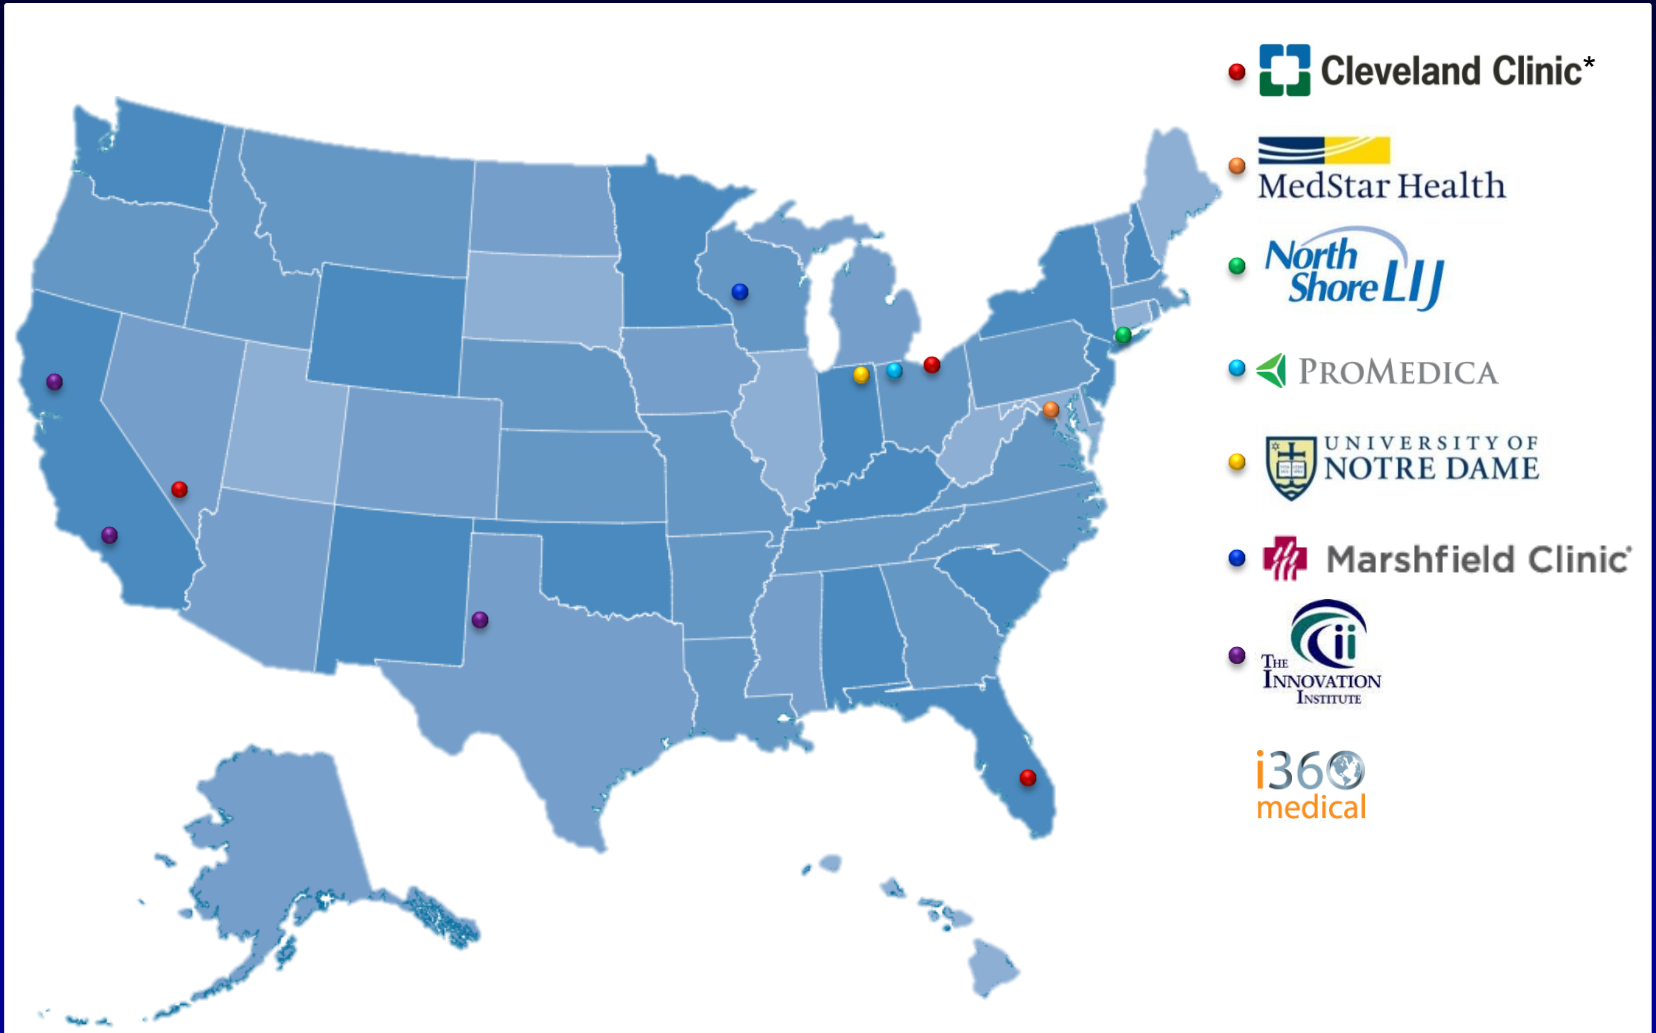 Cleveland Clinic*
MedStar Health
North
Shore LIJ
PROMEDICA
UNIVERSITY OF
NOTRE DAME
Marshfield Clinic®
cii
THE
INNOVATION
INSTITUTE
i360
medical